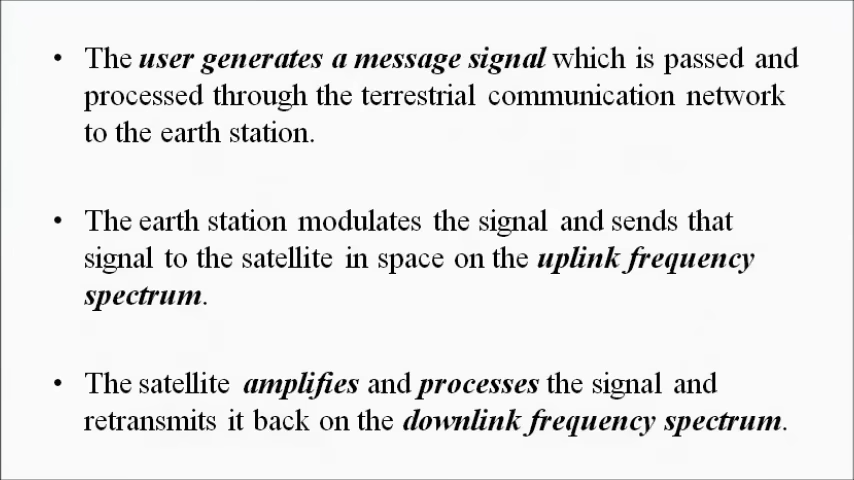 • The user generates a message signal which is passed and
processed through the terrestrial communication network
to the earth station.
• The earth station modulates the signal and sends that
signal to the satellite in space on the uplink frequency
spectrum.
• The satellite amplifies and processes the signal and
retransmits it back on the downlink frequency spectrum.